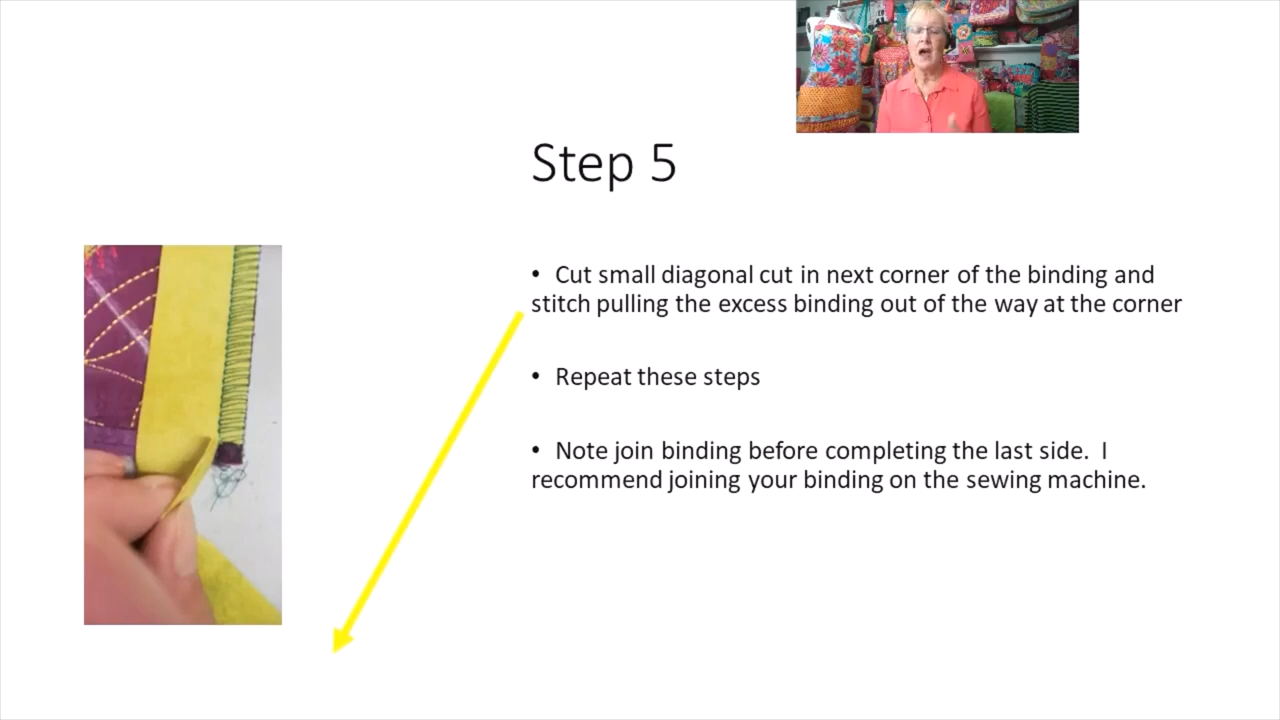 Step 5
• Cut small diagonal cut in next corner of the binding and
stitch pulling the excess binding out of the way at the corner
• Repeat these steps
• Note join binding before completing the last side.  I
recommend joining your binding on the sewing machine.